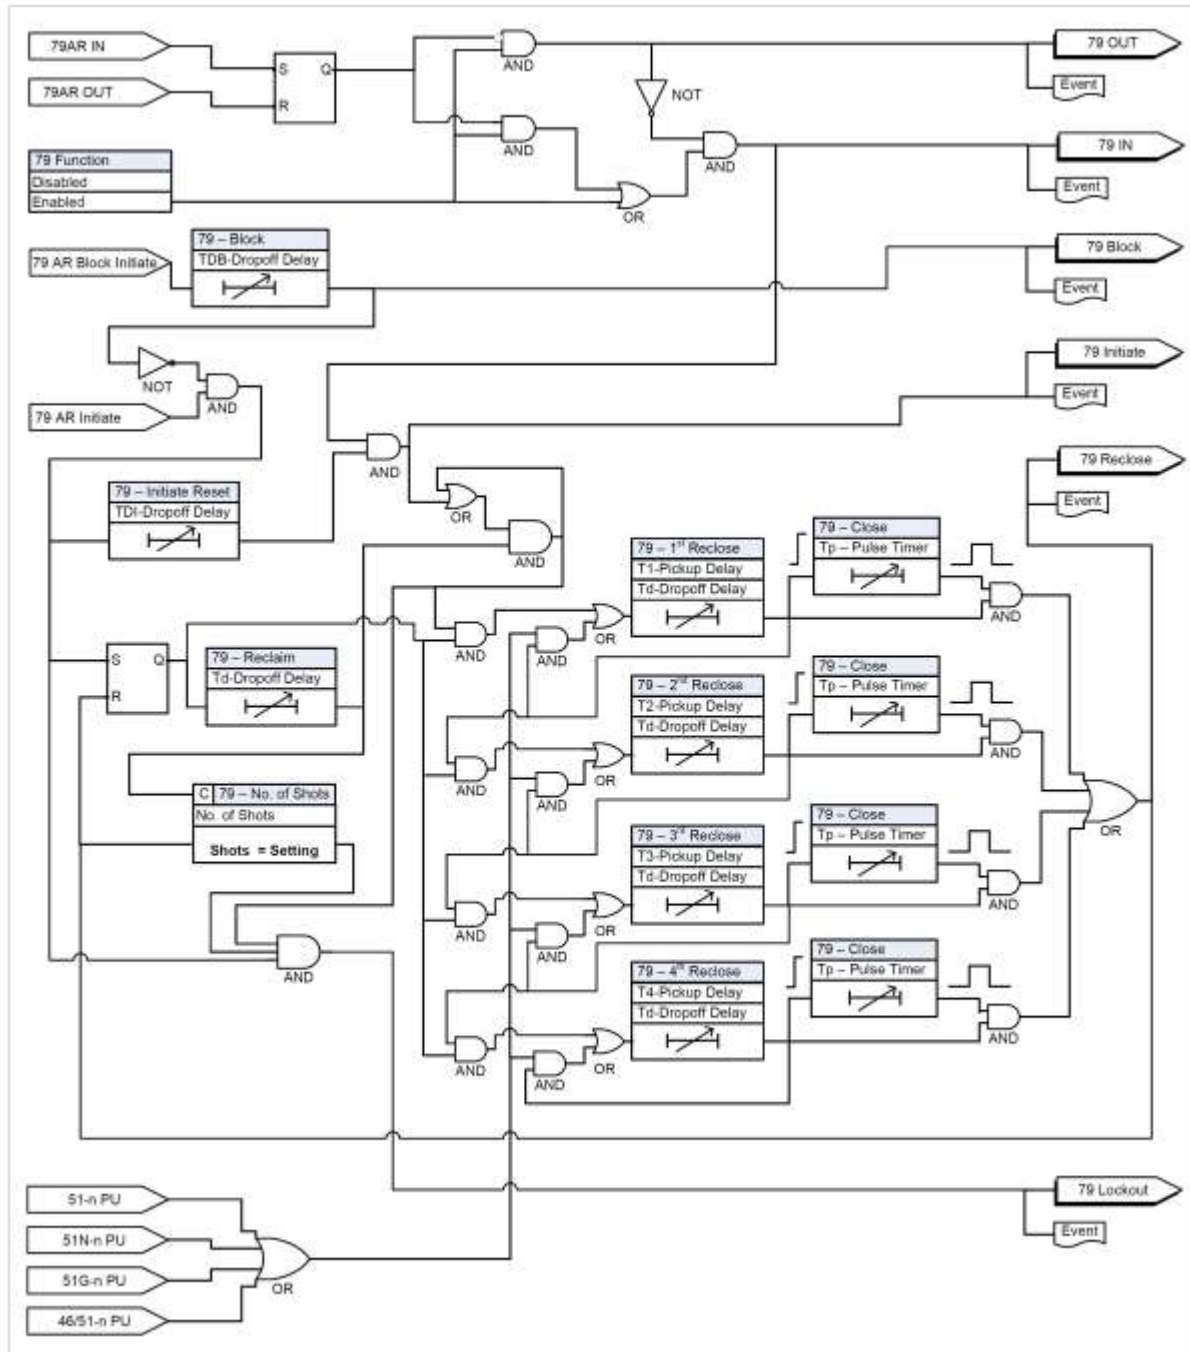 79AR IN
79AR OUT
S Q
R
AND
NOT
79 OUT
Event
AND
AND
79 IN
Event
79 Function
Disabled
Enabled
OR
79 – Block
TDB-Dropoff Delay
79 AR Block Initiate
79 Block
Event
NOT
AND
79 AR Initiate
79 Initiate
Event
AND
79 Reclose
Event
79 – Initiate Reset
TDI-Dropoff Delay
OR
AND
79 – 1st Reclose
T1-Pickup Delay
Td-Dropoff Delay
79 – Close
Tp – Pulse Timer
AND
AND
AND
OR
S Q
R
79 – Reclaim
Td-Dropoff Delay
79 – 2nd Reclose
T2-Pickup Delay
Td-Dropoff Delay
79 – Close
Tp – Pulse Timer
AND
AND
AND
OR
C 79 – No. of Shots
No. of Shots
Shots = Setting
OR
79 – 3rd Reclose
T3-Pickup Delay
Td-Dropoff Delay
79 – Close
Tp – Pulse Timer
AND
AND
AND
OR
AND
79 – 4th Reclose
T4-Pickup Delay
Td-Dropoff Delay
79 – Close
Tp – Pulse Timer
AND
AND
AND
OR
79 Lockout
Event
51-n PU
51N-n PU
51G-n PU
46/51-n PU
OR